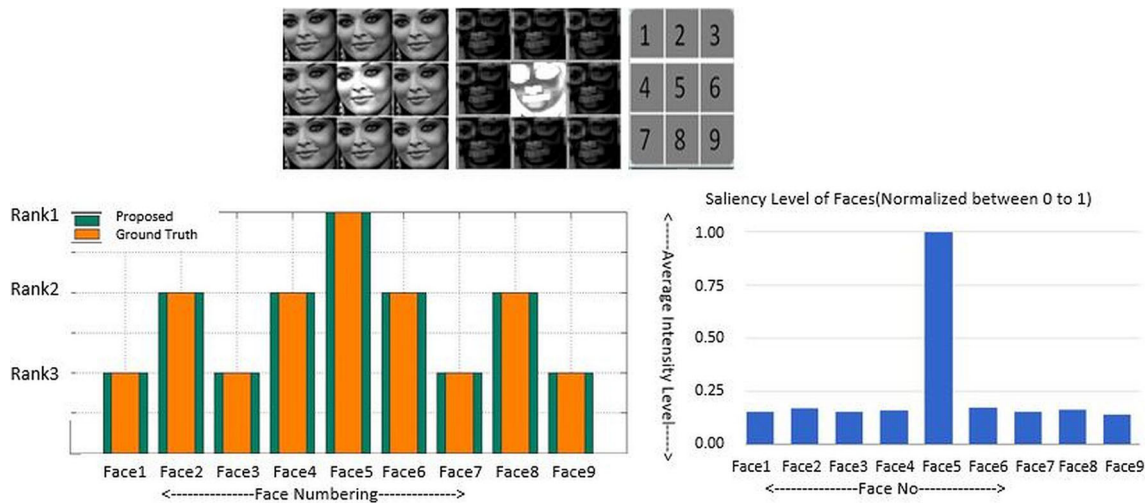 1 2 3
4 5 6
7 8 9
Rank1
Proposed
Ground Truth
Rank2
Rank3
Face1 Face2 Face3 Face4 Face5 Face6 Face7 Face8 Face9
<---------------Face Numbering-------------->
Saliency Level of Faces(Normalized between 0 to 1)
<-----Average Intensity Level---->
1.00
0.75
0.50
0.25
0.00
Face1 Face2 Face3 Face4 Face5 Face6 Face7 Face8 Face9
<---------------Face No--------------->